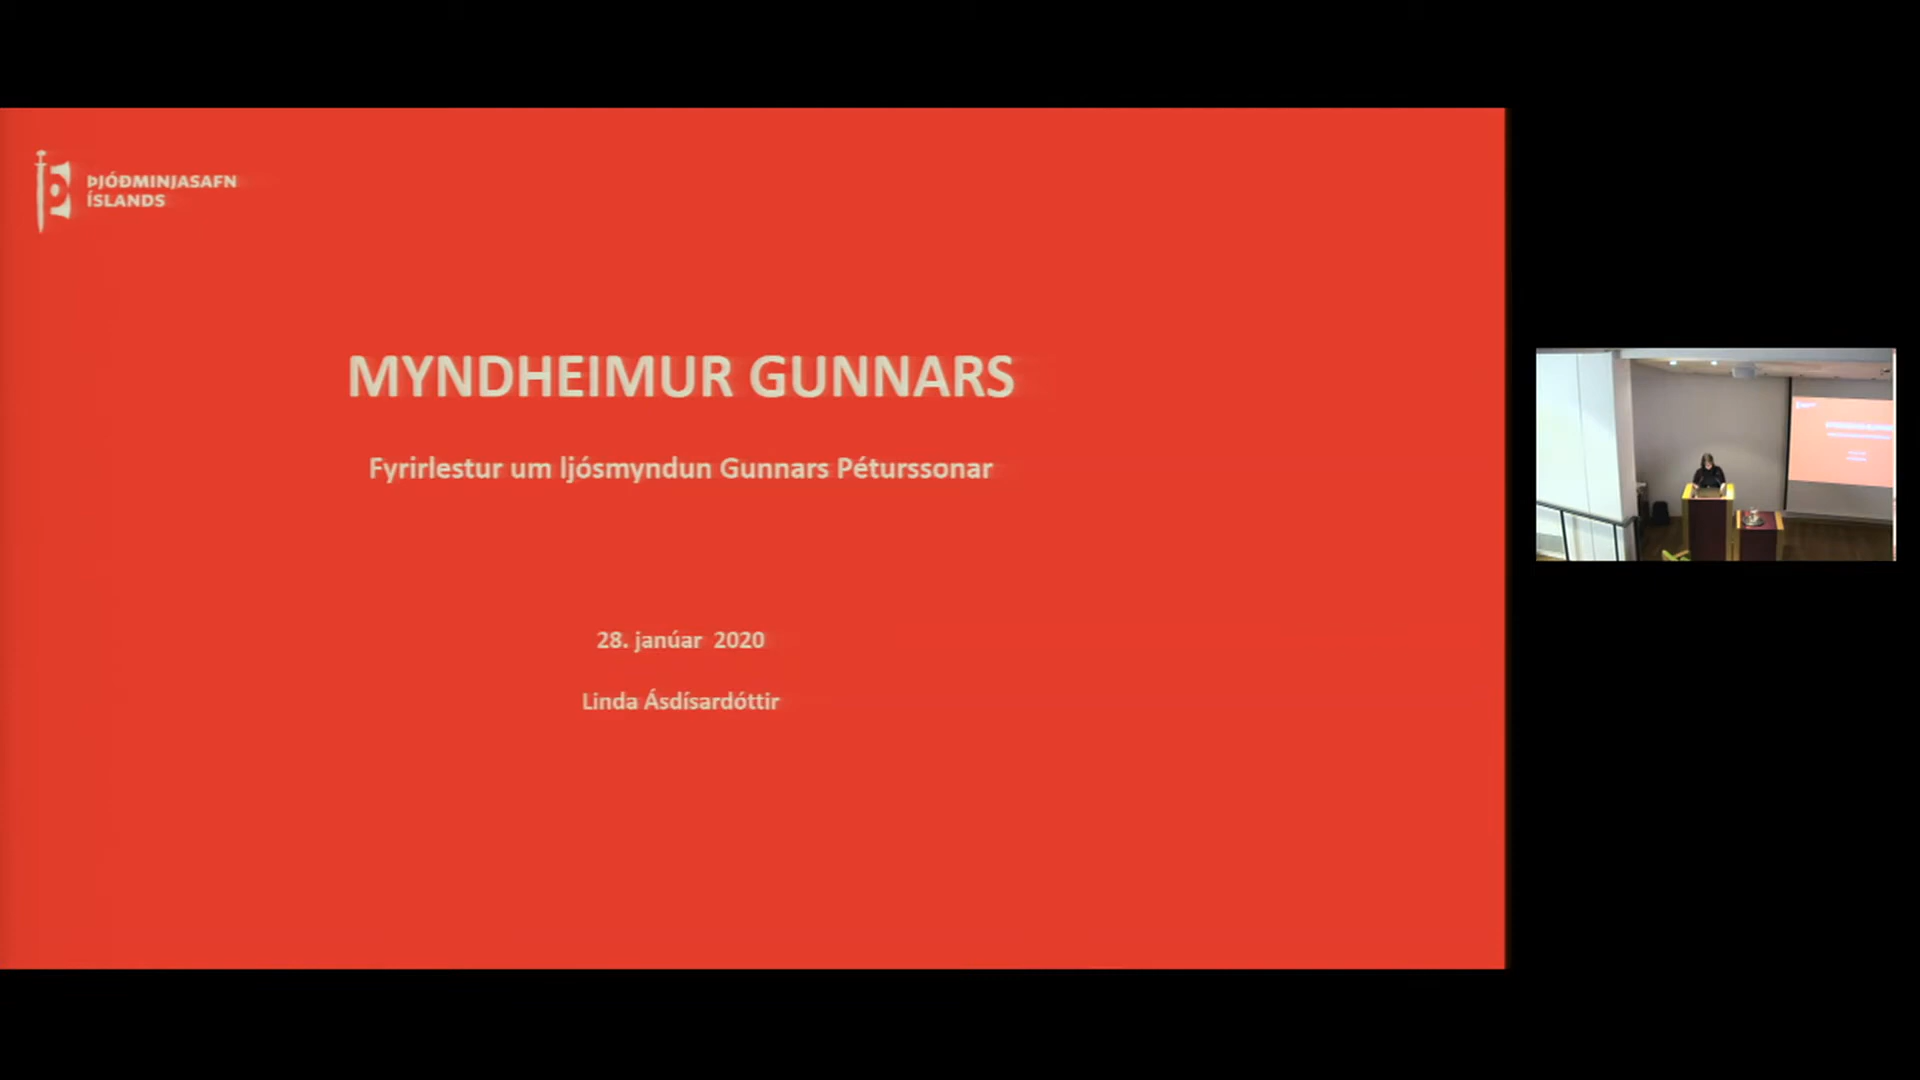 ÞJÓÐMINJASAFN
ÍSLANDS
MYNDHEIMUR GUNNARS
Fyrirlestur um ljósmyndun Gunnars Péturssonar
28. janúar 2020
Linda Ásdísardóttir